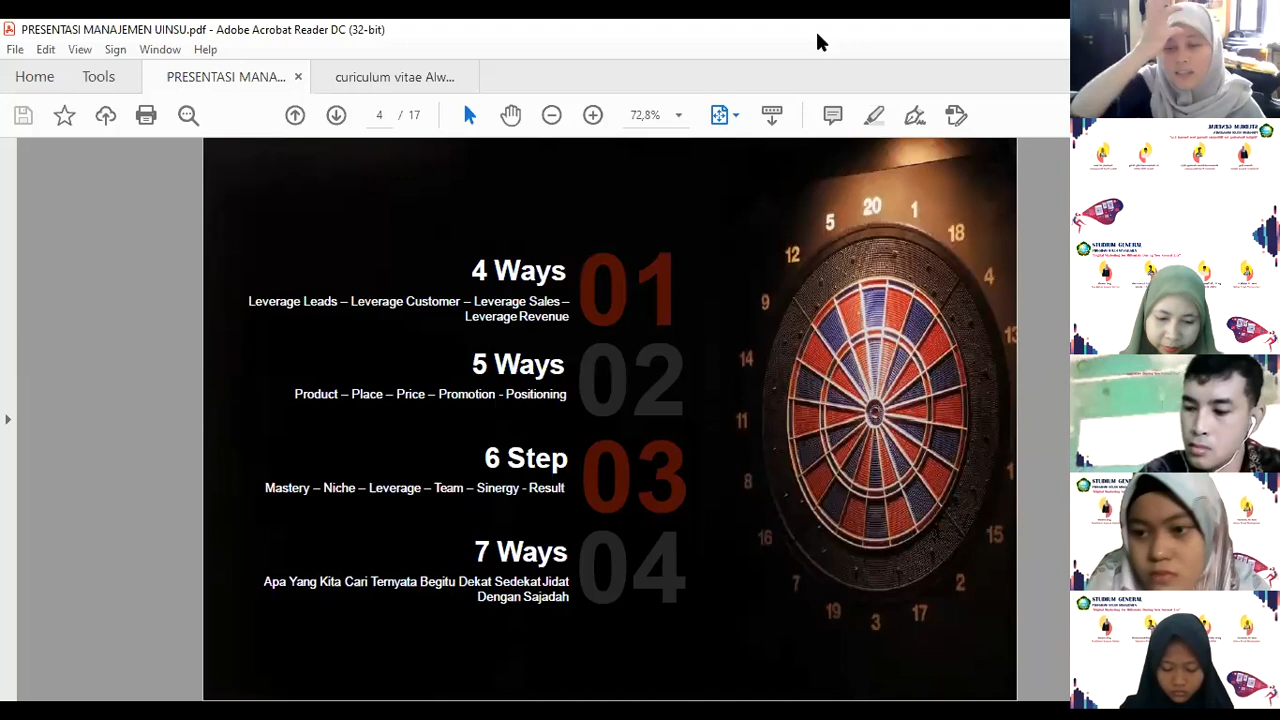 PRESENTASI MANAJEMEN UINSU.pdf - Adobe Acrobat Reader DC (32-bit)
File Edit View Sign Window Help
Home Tools PRESENTASI MANA... × curiculum vitae Alw...
4 / 17 72,8%
4 Ways
01
Leverage Leads – Leverage Customer – Leverage Sales –
Leverage Revenue
5 Ways
02
Product – Place – Price – Promotion - Positioning
6 Step
03
Mastery – Niche – Leverage – Team – Sinergy - Result
7 Ways
04
Apa Yang Kita Cari Ternyata Begitu Dekat Sedekat Jidat
Dengan Sajadah
5 20 1
12 18
9 4
14 13
11
8
16 15
7 2
19 3 17
STUDIUM GENERAL
STUDIUM GENERAL
STUDIUM GENERAL
STUDIUM GENERAL